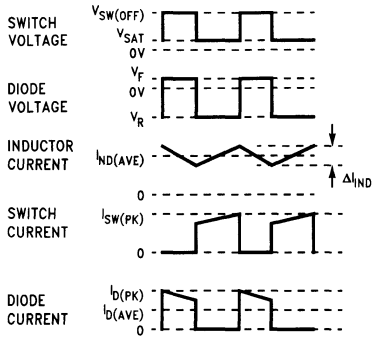 SWITCH
VOLTAGE
VSW(OFF)
VSAT
0V
DIODE
VOLTAGE
VF
0V
VR
INDUCTOR
CURRENT
IND(AVE)
0
ΔIIND
SWITCH
CURRENT
ISW(PK)
0
DIODE
CURRENT
ID(PK)
ID(AVE)
0